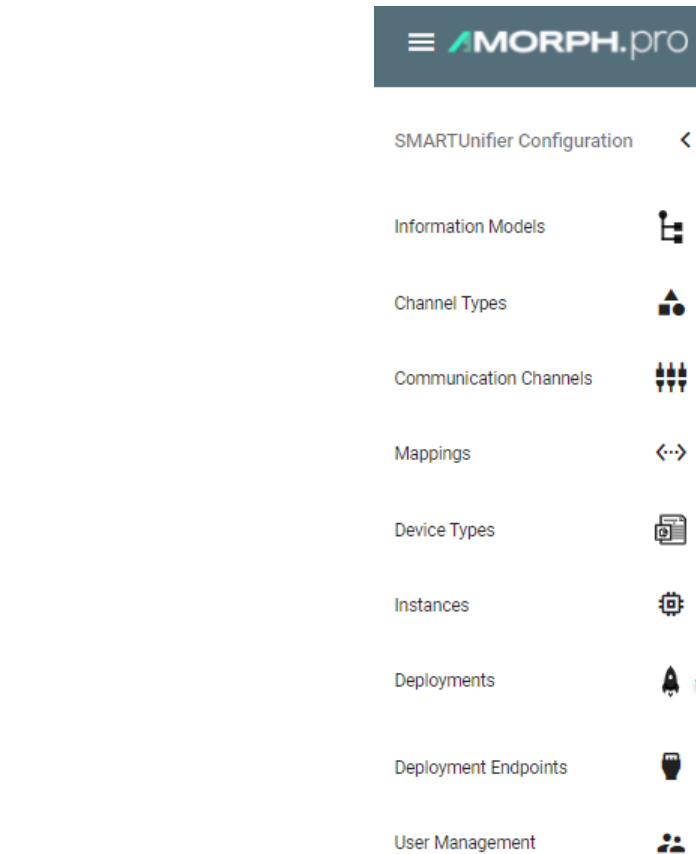 AMORPH.pro
SMARTUnifier Configuration
Information Models
Channel Types
Communication Channels
Mappings
Device Types
Instances
Deployments
Deployment Endpoints
User Management